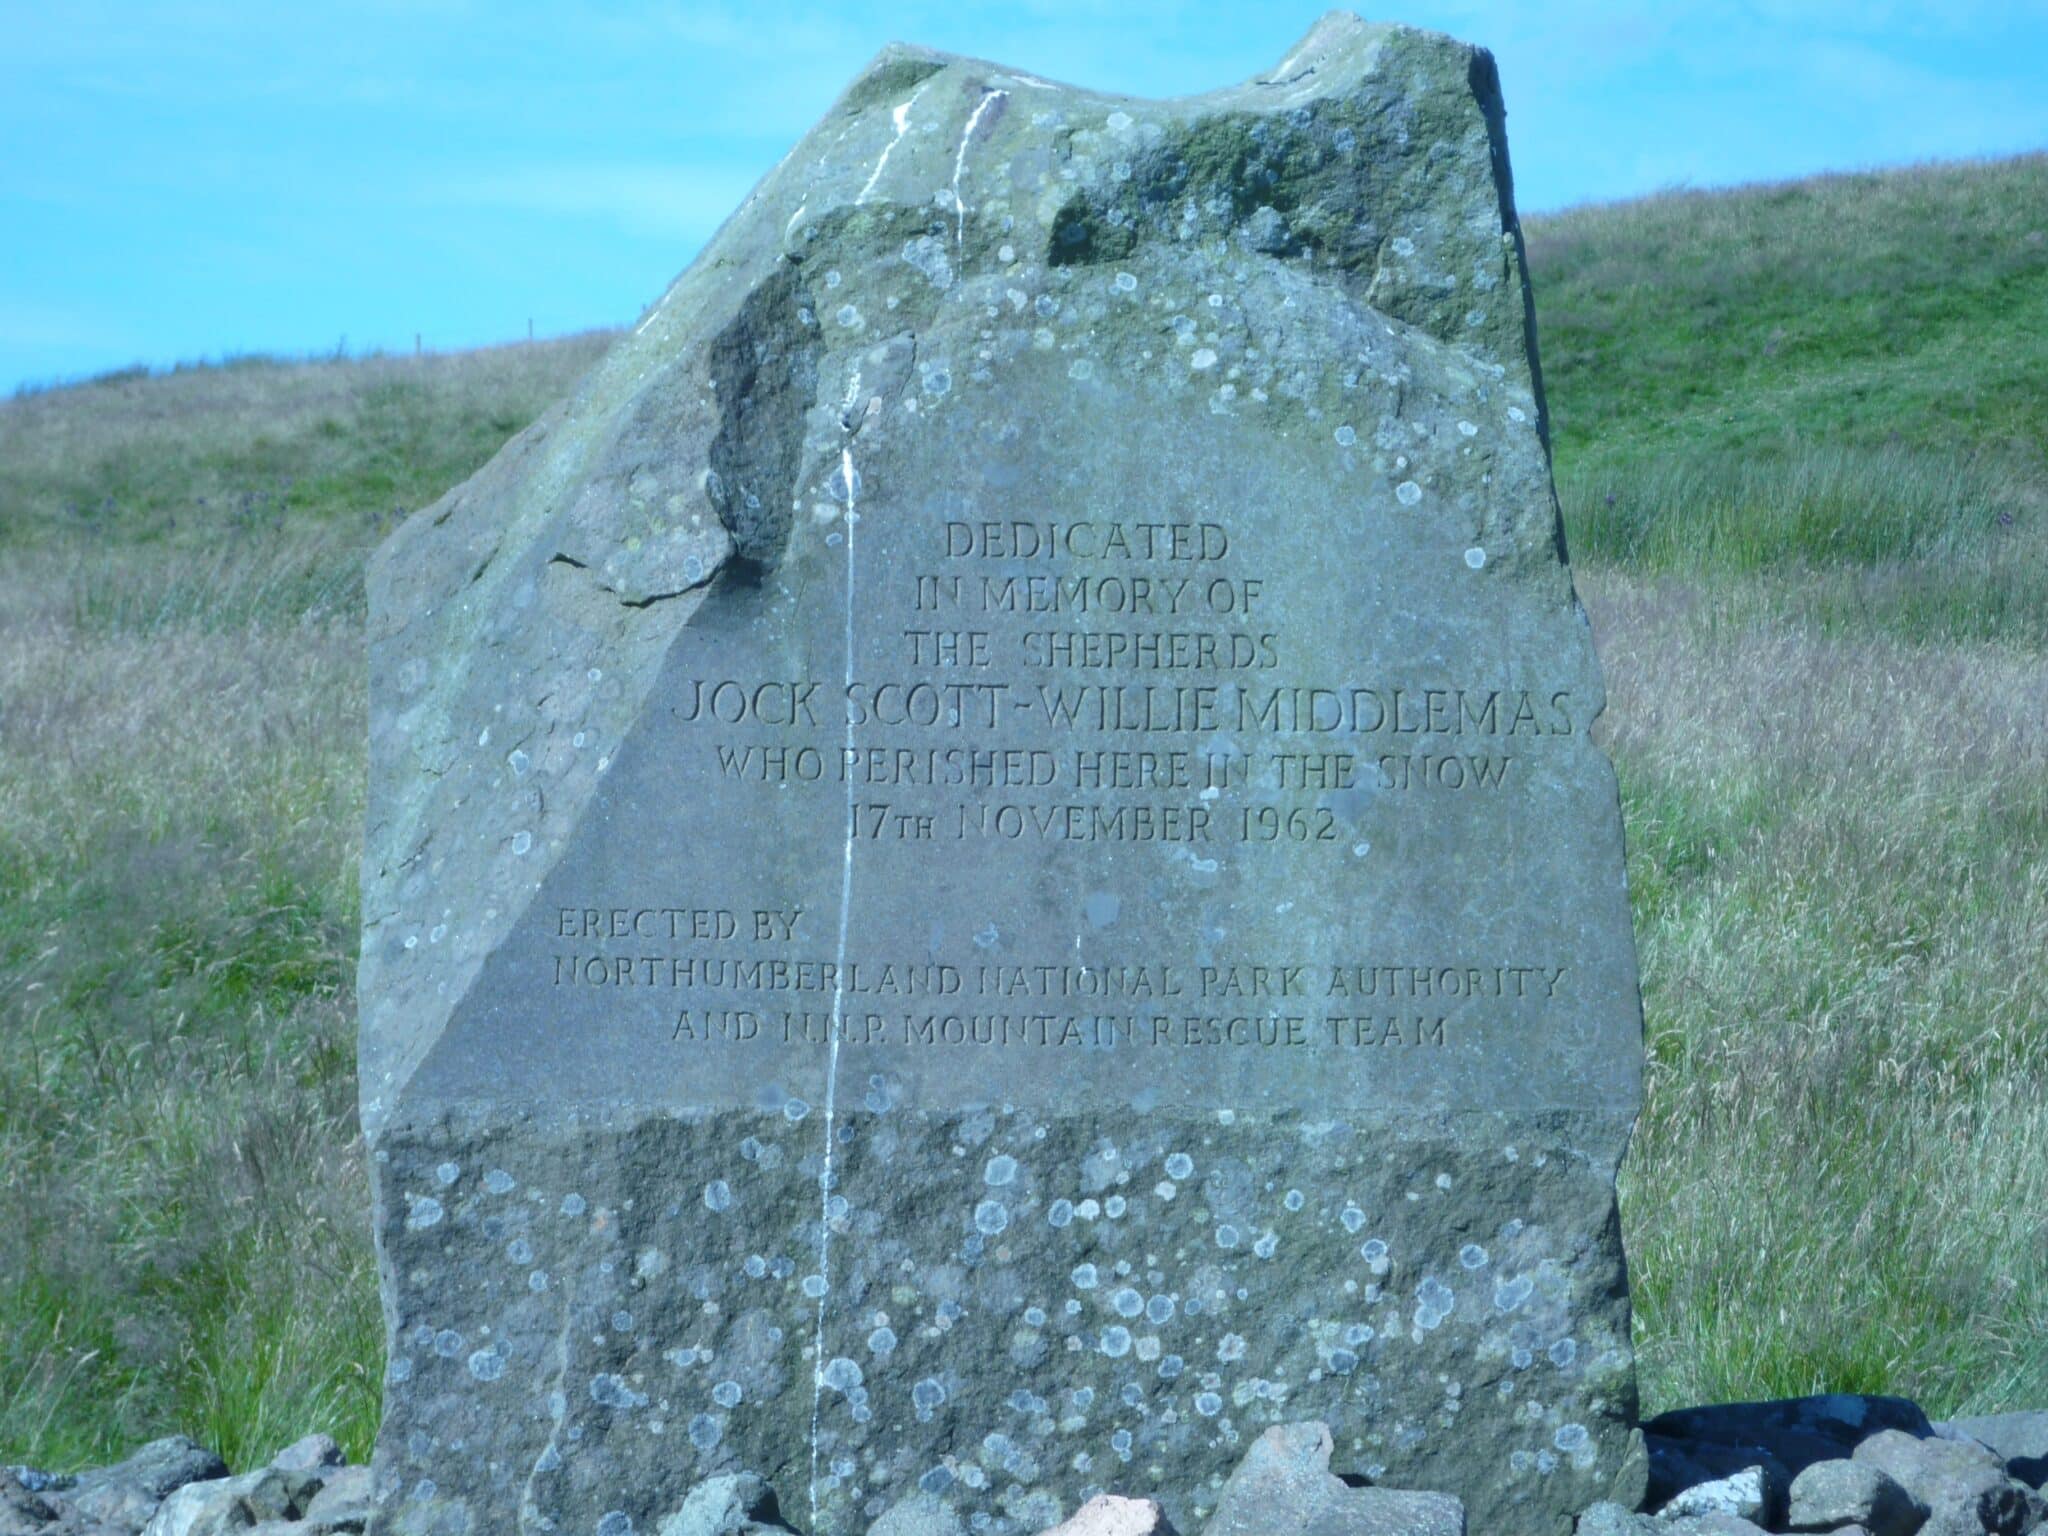 DEDICATED
IN MEMORY OF
THE SHEPHERDS
JOCK SCOTT-WILLIE MIDDLEMAS
WHO PERISHED HERE IN THE SNOW
17TH NOVEMBER 1962
ERECTED BY
NORTHUMBERLAND NATIONAL PARK AUTHORITY
AND N.N.P. MOUNTAIN RESCUE TEAM